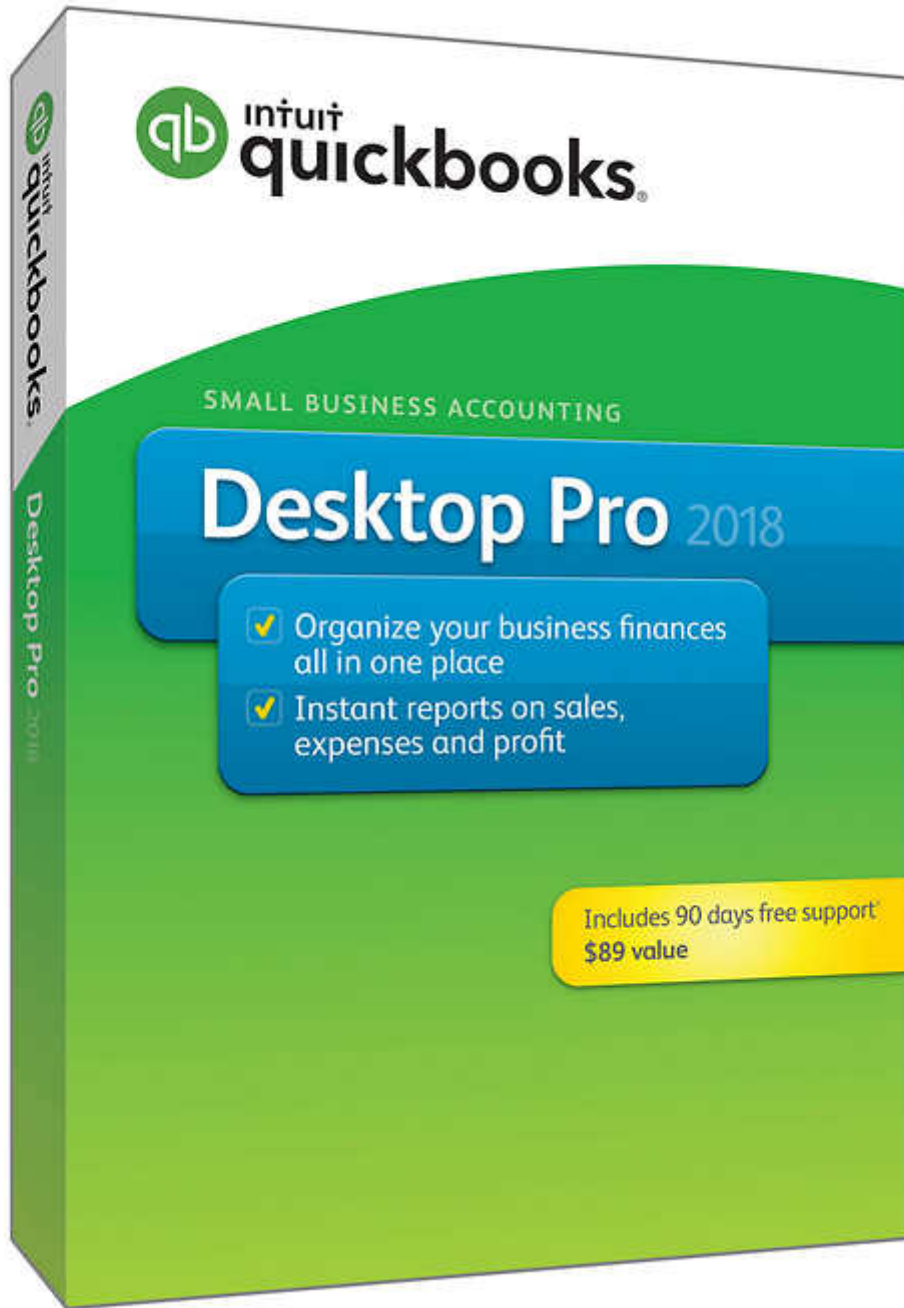 intuit
quickbooks®
SMALL BUSINESS ACCOUNTING
Desktop Pro 2018
Organize your business finances
all in one place
Instant reports on sales,
expenses and profit
Includes 90 days free support*
$89 value
intuit
quickbooks®
Desktop Pro 2018